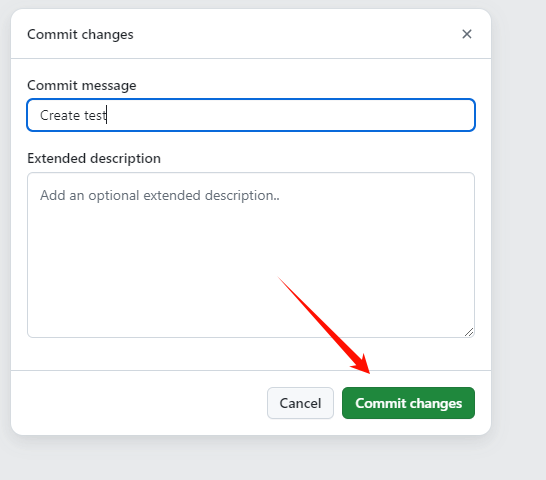 Commit changes
Commit message
Create test
Extended description
Add an optional extended description..
Cancel
Commit changes